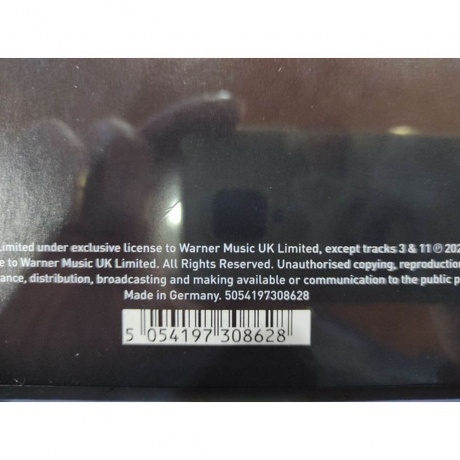 Limited under exclusive license to Warner Music UK Limited, except tracks 3 & 11 ℗ 202
e to Warner Music UK Limited. All Rights Reserved. Unauthorised copying, reproduction
ance, distribution, broadcasting and making available or communication to the public p
Made in Germany. 5054197308628
5 054197 308628